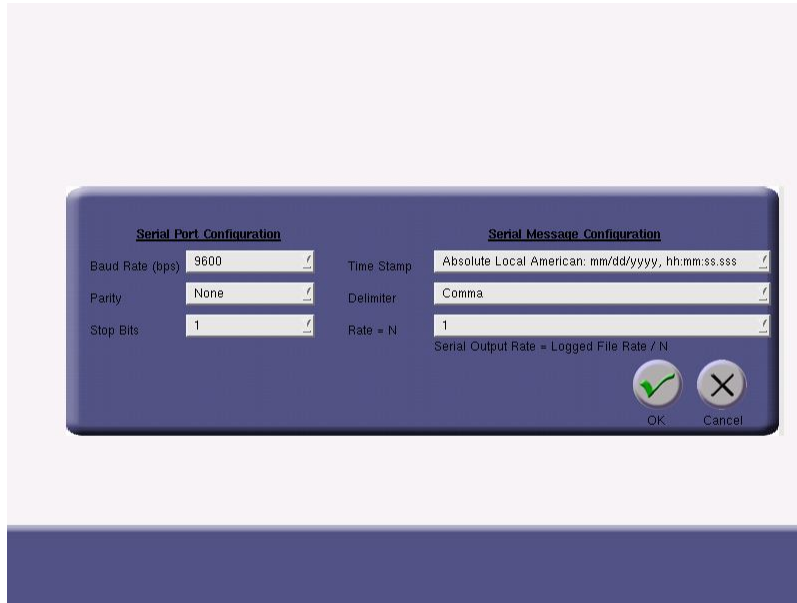 Serial Port Configuration
Baud Rate (bps) 9600
Parity None
Stop Bits 1
Serial Message Configuration
Time Stamp Absolute Local American: mm/dd/yyyy, hh:mm:ss.sss
Delimiter Comma
Rate = N 1
Serial Output Rate = Logged File Rate / N
OK Cancel